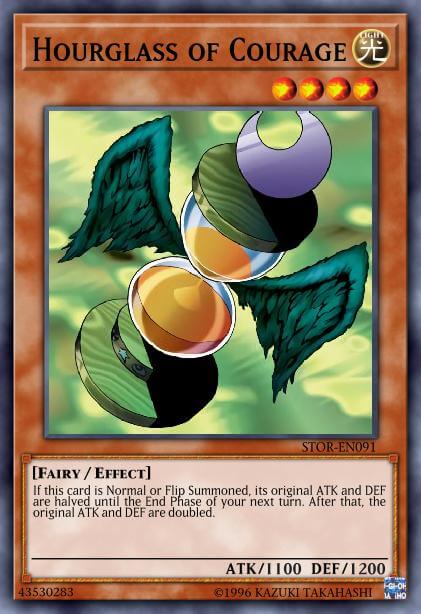 HOURGLASS OF COURAGE
LIGHT
光
STOR-EN091
[FAIRY / EFFECT]
If this card is Normal or Flip Summoned, its original ATK and DEF
are halved until the End Phase of your next turn. After that, the
original ATK and DEF are doubled.
ATK/1100 DEF/1200
43530283
©1996 KAZUKI TAKAHASHI